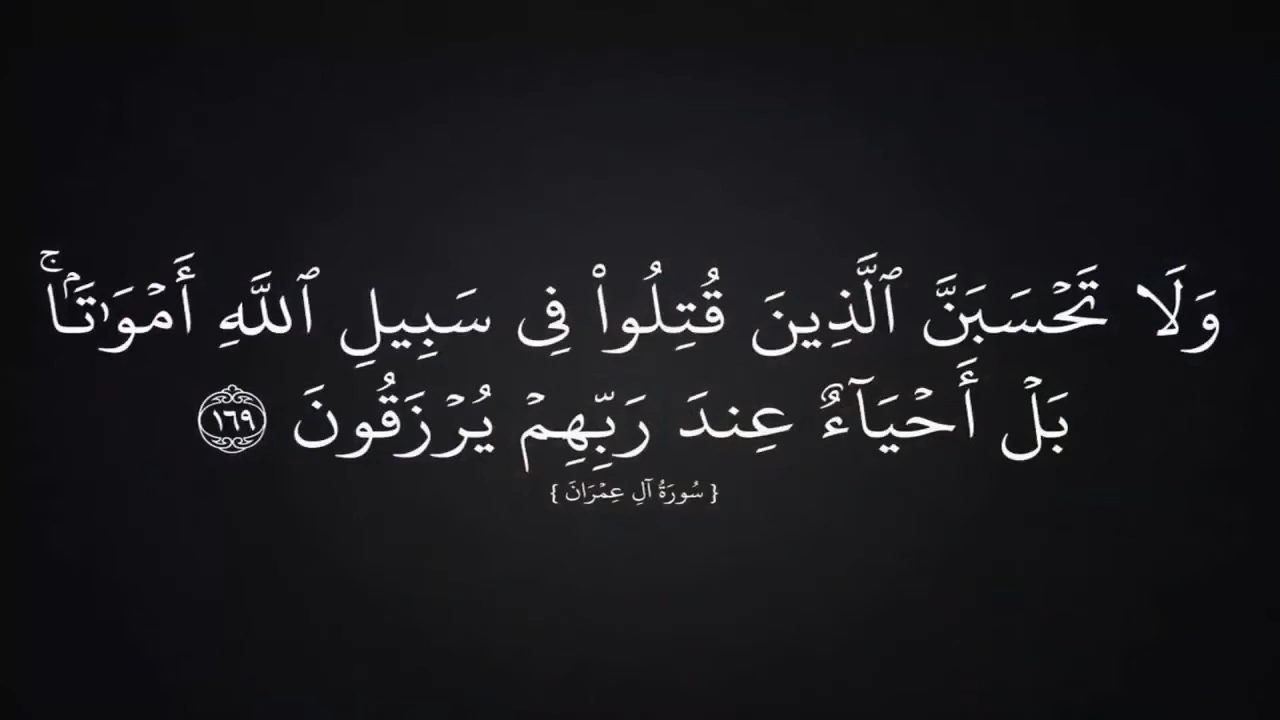 وَلَا تَحْسَبَنَّ ٱلَّذِينَ قُتِلُوا۟ فِى سَبِيلِ ٱللَّهِ أَمْوَٰتَۢا ۚ
بَلْ أَحْيَآءٌ عِندَ رَبِّهِمْ يُرْزَقُونَ ١٦٩
{ سُورَةُ آلِ عِمْرَانَ }